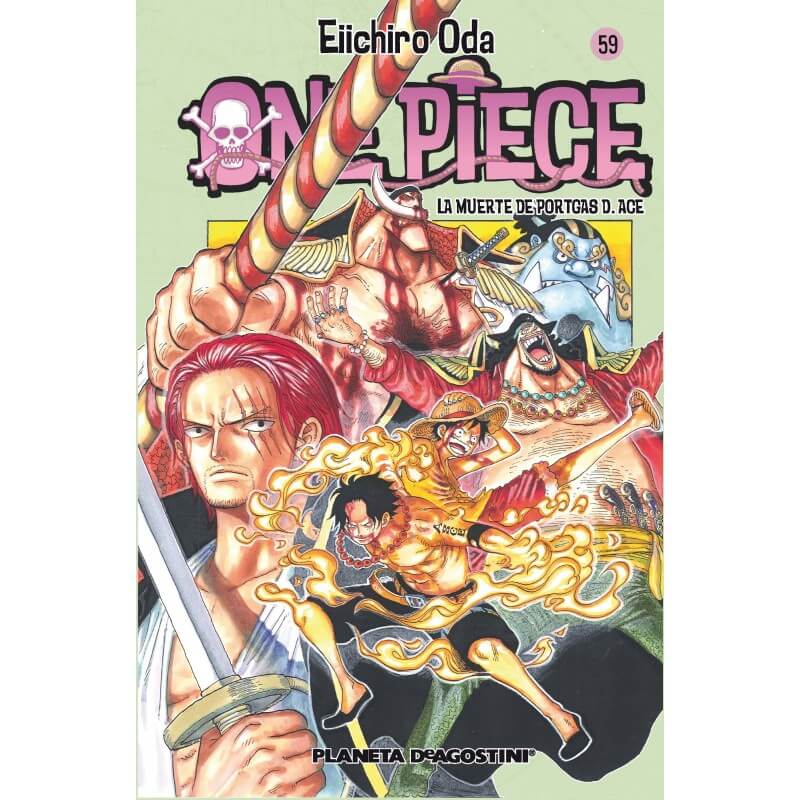 Eiichiro Oda
59
ONE PIECE
LA MUERTE DE PORTGAS D. ACE
PLANETA DeAGOSTINI®